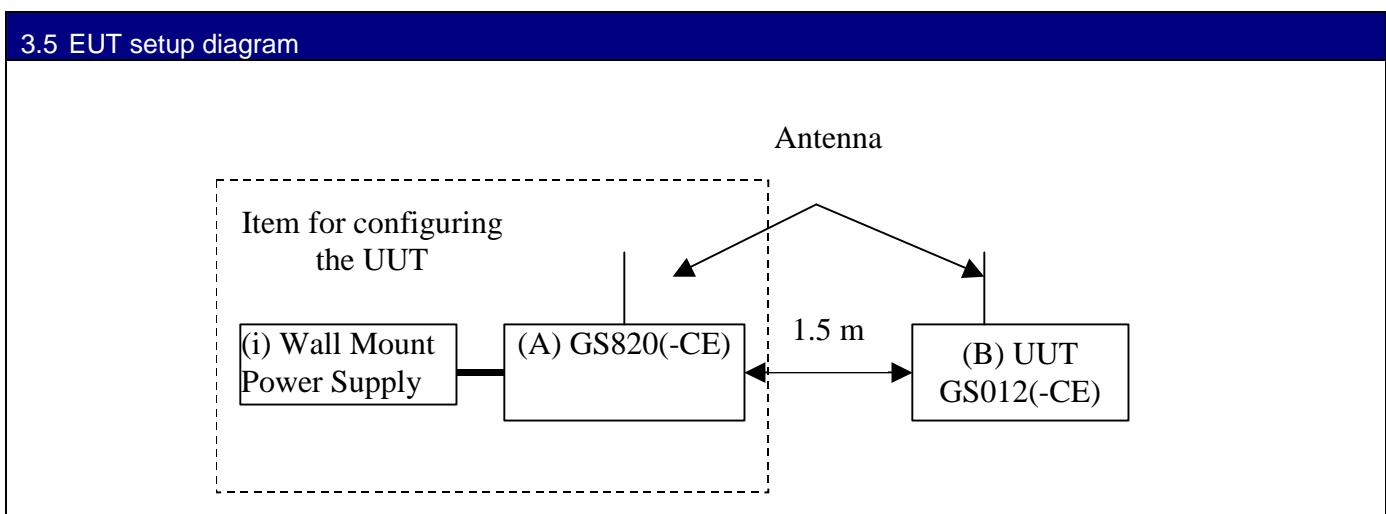 3.5 EUT setup diagram
Antenna
Item for configuring
the UUT
(i) Wall Mount
Power Supply
(A) GS820(-CE)
1.5 m
(B) UUT
GS012(-CE)